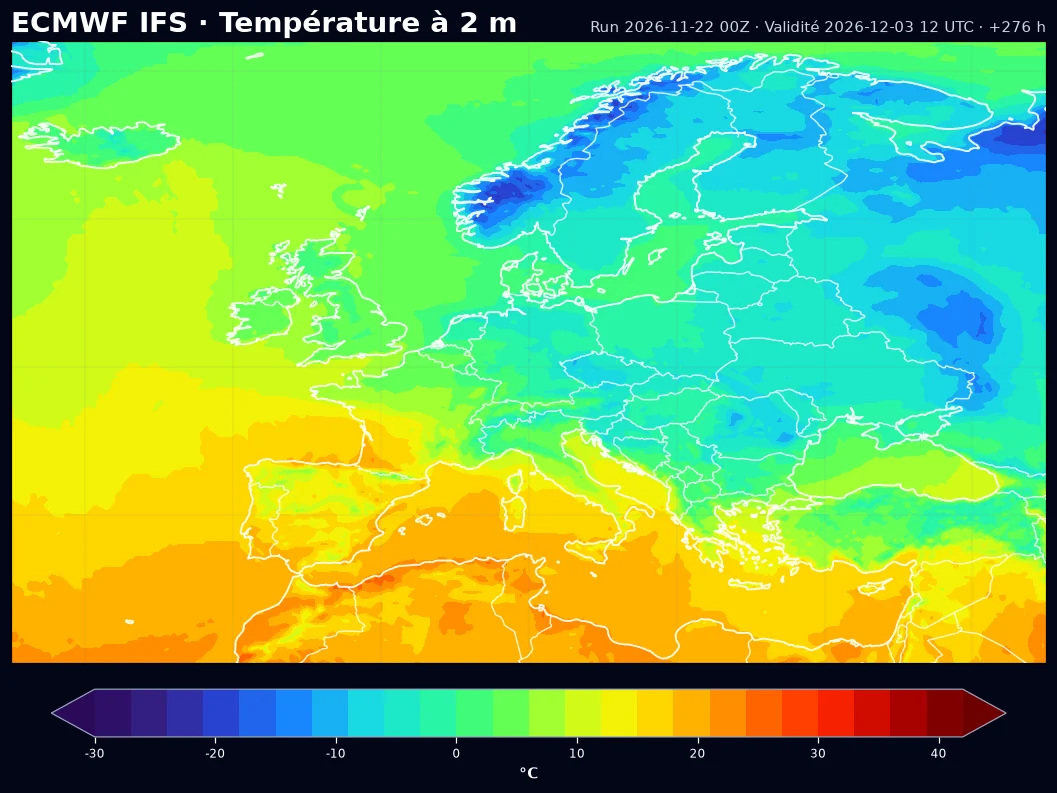 ECMWF IFS · Température à 2 m
Run 2026-11-22 00Z · Validité 2026-12-03 12 UTC · +276 h
-30 -20 -10 0 10 20 30 40
°C